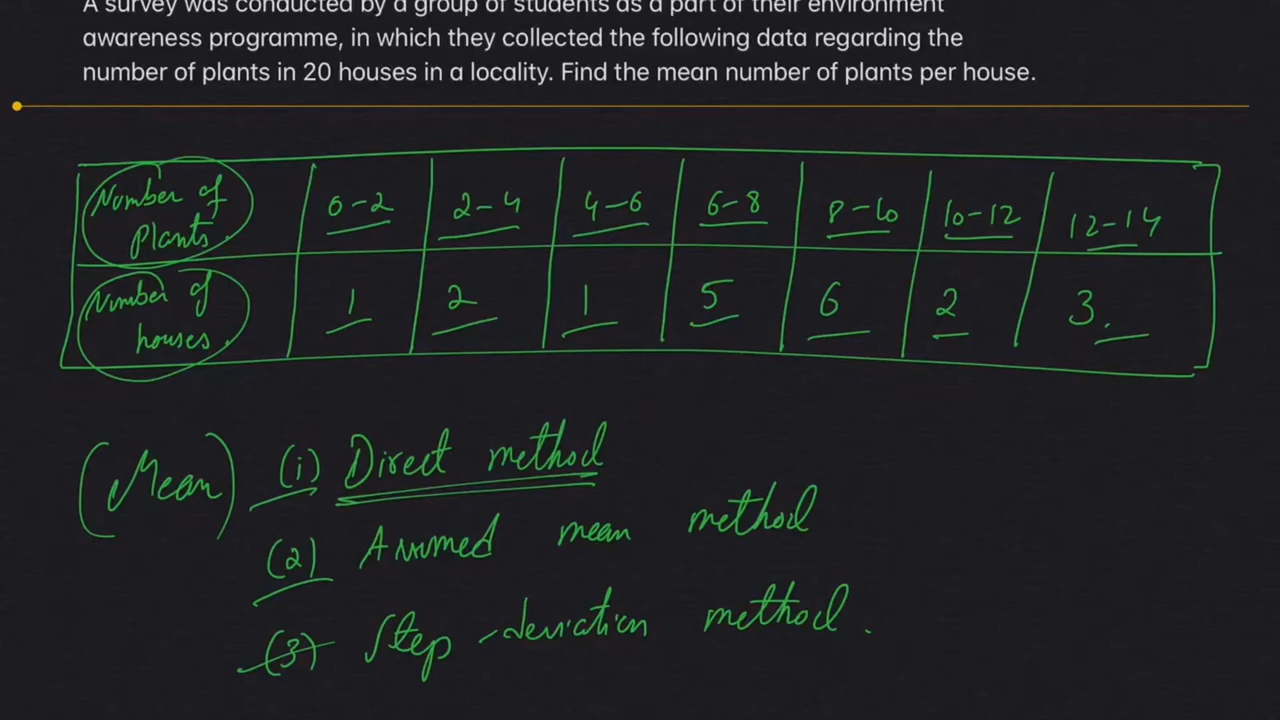 A survey was conducted by a group of students as a part of their environment
awareness programme, in which they collected the following data regarding the
number of plants in 20 houses in a locality. Find the mean number of plants per house.
Number of plants. 0-2 2-4 4-6 6-8 8-10 10-12 12-14
Number of houses. 1 2 1 5 6 2 3.
(Mean) (i) Direct method
(2) Assumed mean method
(3) Step-deviation method.